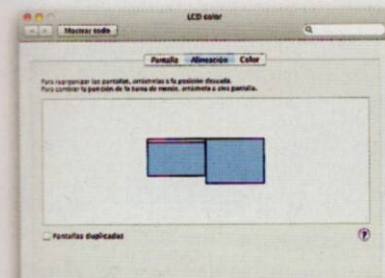 LCD color
Mostrar todo
Pantalla Alineación Color
Para reorganizar las pantallas, arrástrelas a la posición deseada.
Para cambiar la posición de la barra de menús, arrástrela a otra pantalla.
Pantallas duplicadas
?